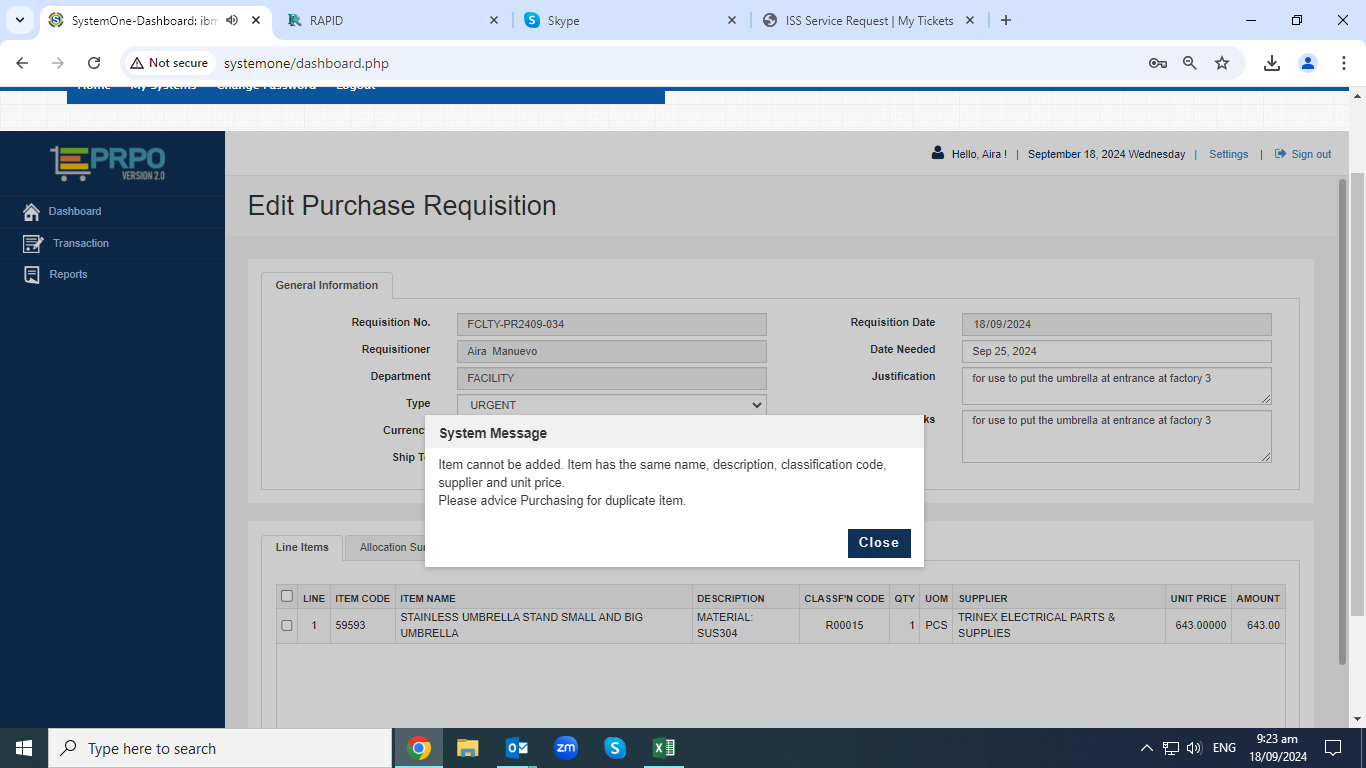 SystemOne-Dashboard: ibm
RAPID
Skype
ISS Service Request | My Tickets
Not secure
systemone/dashboard.php
Home My Systems Change Password Logout
EPRPO
VERSION 2.0
Hello, Aira ! | September 18, 2024 Wednesday | Settings | Sign out
Dashboard
Transaction
Reports
Edit Purchase Requisition
General Information
Requisition No. FCLTY-PR2409-034
Requisition Date 18/09/2024
Requisitioner Aira Manuevo
Date Needed Sep 25, 2024
Department FACILITY
Justification for use to put the umbrella at entrance at factory 3
Type URGENT
Currenc
ks for use to put the umbrella at entrance at factory 3
Ship T
System Message
Item cannot be added. Item has the same name, description, classification code,
supplier and unit price.
Please advice Purchasing for duplicate item.
Close
Line Items
Allocation Su
LINE ITEM CODE ITEM NAME DESCRIPTION CLASSF'N CODE QTY UOM SUPPLIER UNIT PRICE AMOUNT
1 59593 STAINLESS UMBRELLA STAND SMALL AND BIG UMBRELLA MATERIAL: SUS304 R00015 1 PCS TRINEX ELECTRICAL PARTS & SUPPLIES 643.00000 643.00
Type here to search
zm
ENG
9:23 am
18/09/2024